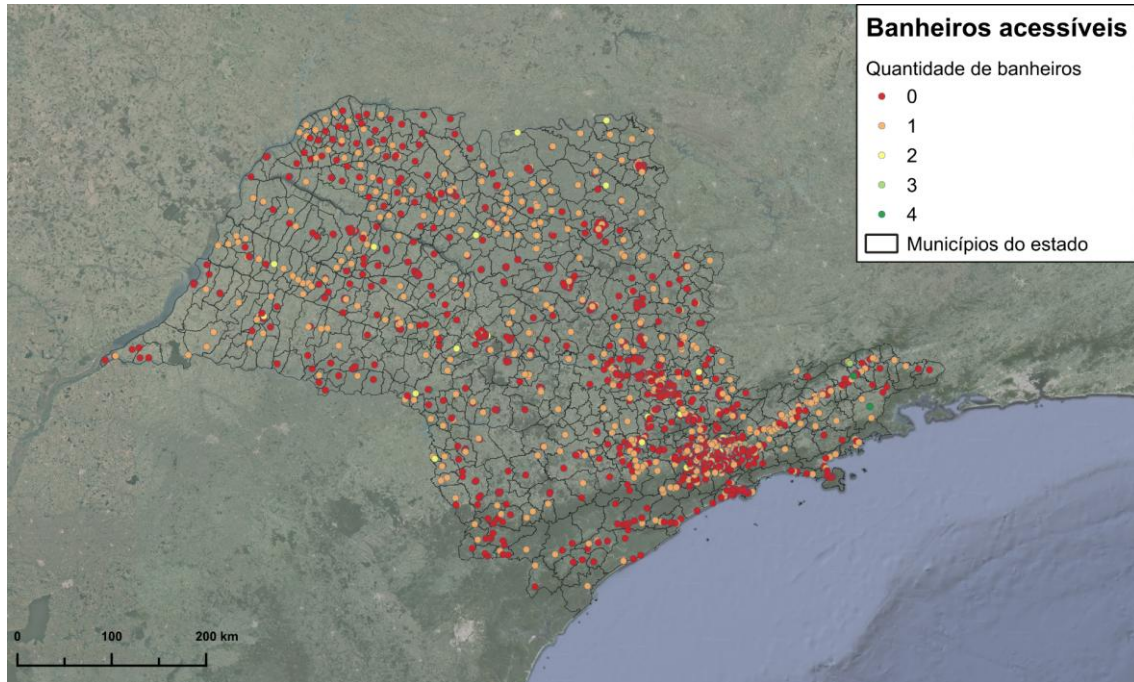 Banheiros acessíveis
Quantidade de banheiros
0
1
2
3
4
Municípios do estado
0 100 200 km